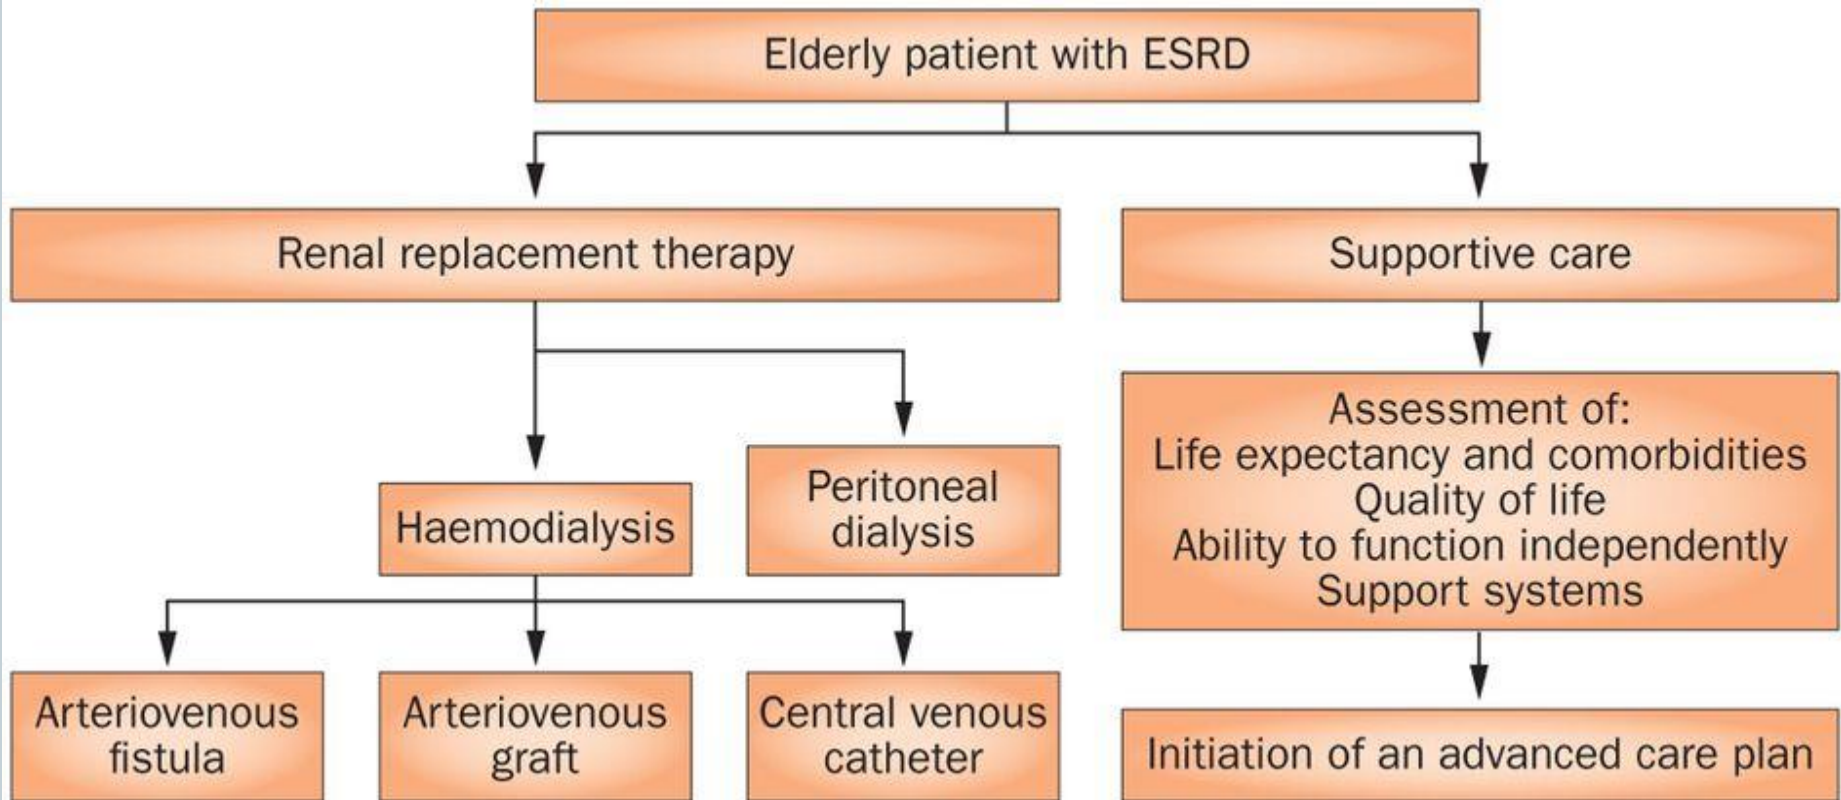 Elderly patient with ESRD
Renal replacement therapy
Supportive care
Haemodialysis
Peritoneal
dialysis
Arteriovenous
fistula
Arteriovenous
graft
Central venous
catheter
Assessment of:
Life expectancy and comorbidities
Quality of life
Ability to function independently
Support systems
Initiation of an advanced care plan